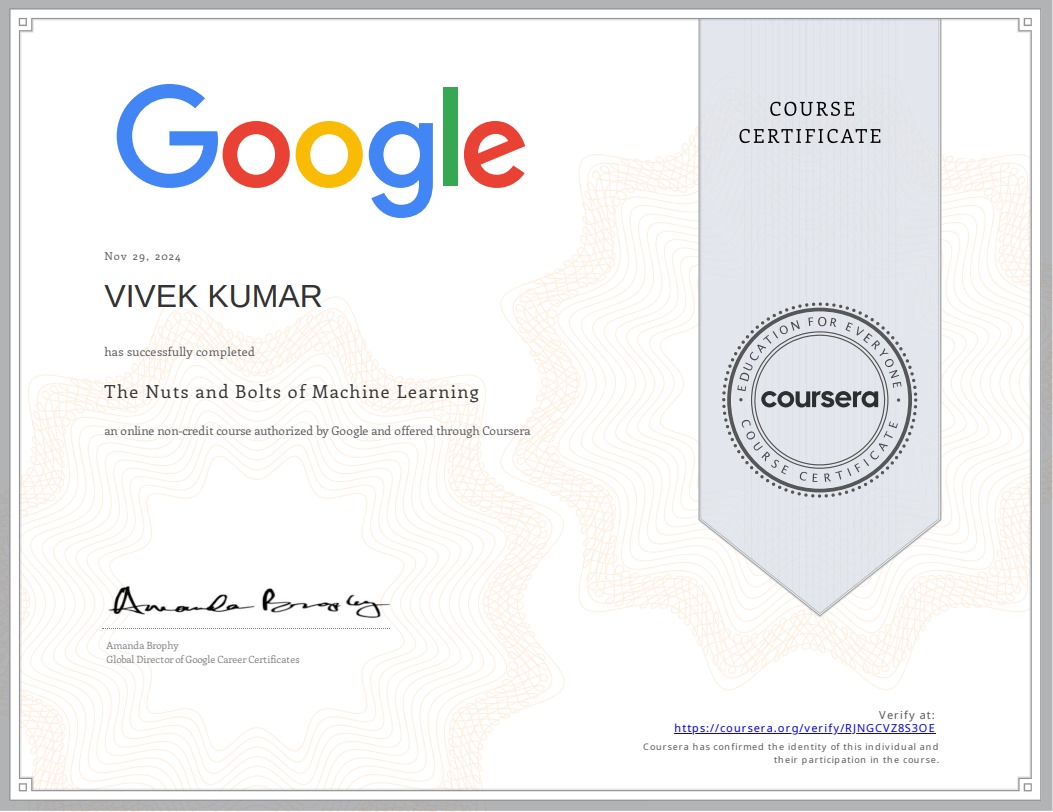 Google
COURSE
CERTIFICATE
Nov 29, 2024
VIVEK KUMAR
has successfully completed
The Nuts and Bolts of Machine Learning
an online non-credit course authorized by Google and offered through Coursera
EDUCATION FOR EVERYONE
coursera
COURSE CERTIFICATE
Amanda Brophy
Amanda Brophy
Global Director of Google Career Certificates
Verify at:
https://coursera.org/verify/RJNGCVZ8S3OE
Coursera has confirmed the identity of this individual and
their participation in the course.